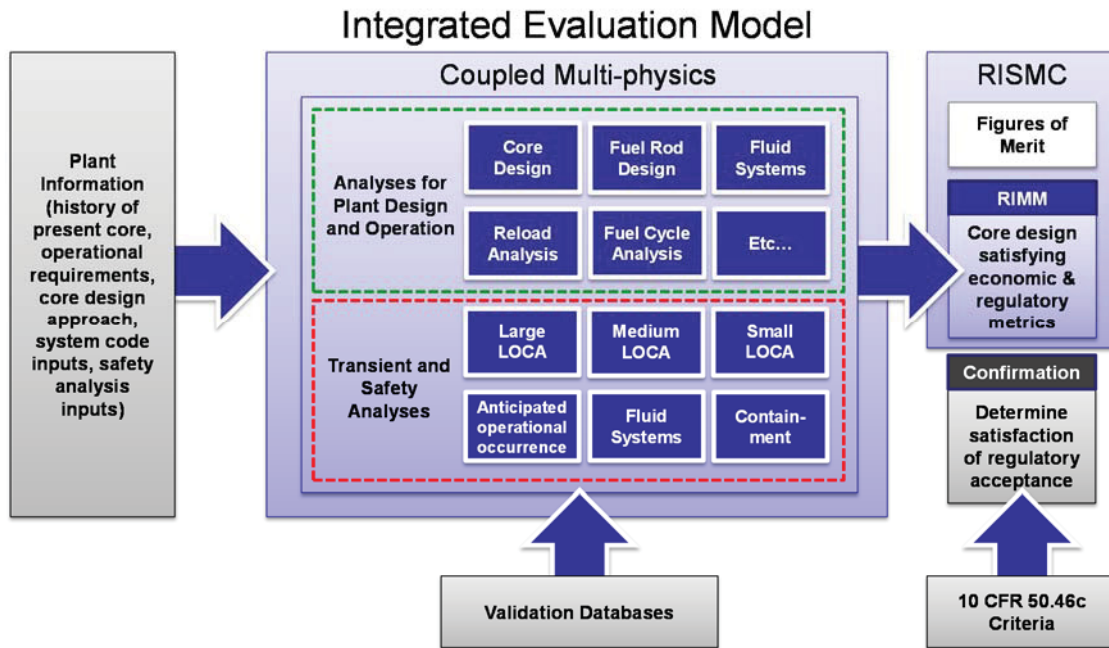 Integrated Evaluation Model
Plant
Information
(history of
present core,
operational
requirements,
core design
approach,
system code
inputs, safety
analysis
inputs)
Coupled Multi-physics
Analyses for
Plant Design
and Operation
Core
Design
Fuel Rod
Design
Fluid
Systems
Reload
Analysis
Fuel Cycle
Analysis
Etc...
Transient and
Safety
Analyses
Large
LOCA
Medium
LOCA
Small
LOCA
Anticipated
operational
occurrence
Fluid
Systems
Contain-
ment
RISMC
Figures of
Merit
RIMM
Core design
satisfying
economic &
regulatory
metrics
Confirmation
Determine
satisfaction
of regulatory
acceptance
Validation Databases
10 CFR 50.46c
Criteria